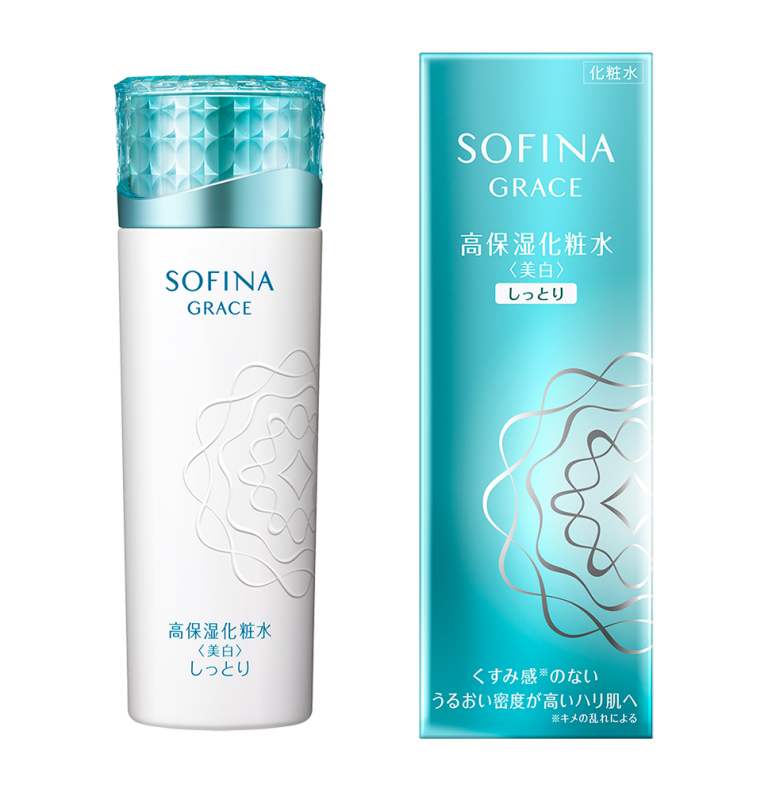 SOFINA
GRACE
高保湿化粧水
〈美白〉
しっとり
化粧水
SOFINA
GRACE
高保湿化粧水
〈美白〉
しっとり
くすみ感※のない
うるおい密度が高いハリ肌へ
※キメの乱れによる